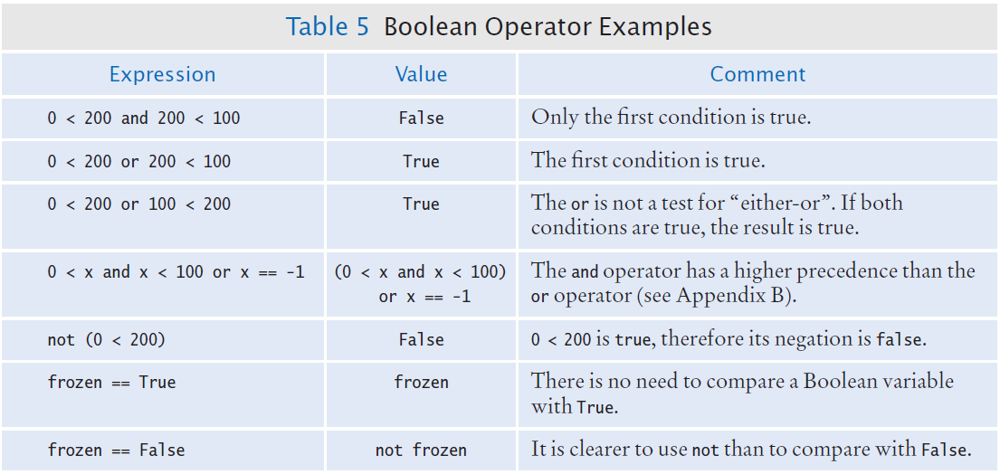 Table 5 Boolean Operator Examples
Expression Value Comment
0 < 200 and 200 < 100 False Only the first condition is true.
0 < 200 or 200 < 100 True The first condition is true.
0 < 200 or 100 < 200 True The or is not a test for “either-or”. If both
conditions are true, the result is true.
0 < x and x < 100 or x == -1 (0 < x and x < 100) The and operator has a higher precedence than the
or x == -1 or operator (see Appendix B).
not (0 < 200) False 0 < 200 is true, therefore its negation is false.
frozen == True frozen There is no need to compare a Boolean variable
with True.
frozen == False not frozen It is clearer to use not than to compare with False.